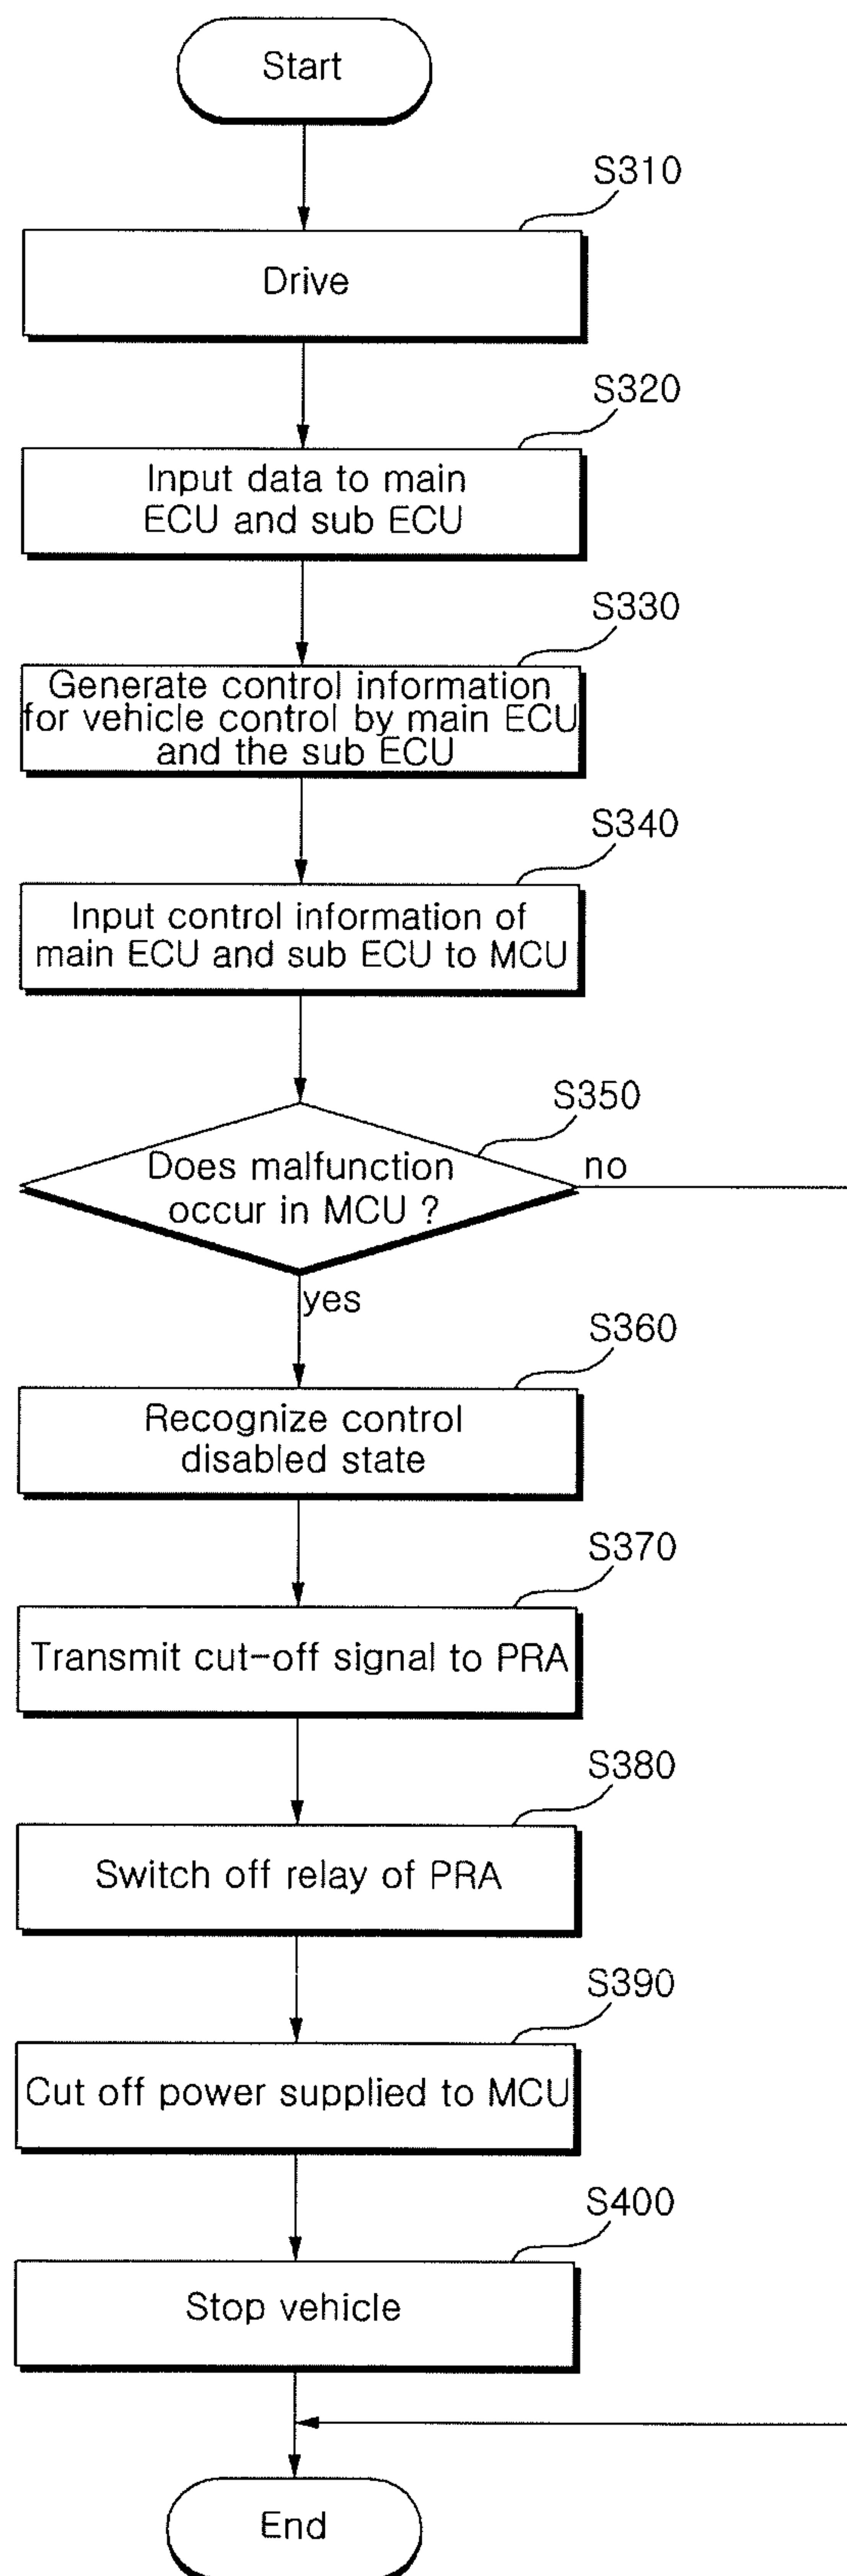 Start
S310
Drive
S320
Input data to main
ECU and sub ECU
S330
Generate control information
for vehicle control by main ECU
and the sub ECU
S340
Input control information of
main ECU and sub ECU to MCU
S350
Does malfunction
occur in MCU ?
no
yes
S360
Recognize control
disabled state
S370
Transmit cut-off signal to PRA
S380
Switch off relay of PRA
S390
Cut off power supplied to MCU
S400
Stop vehicle
End